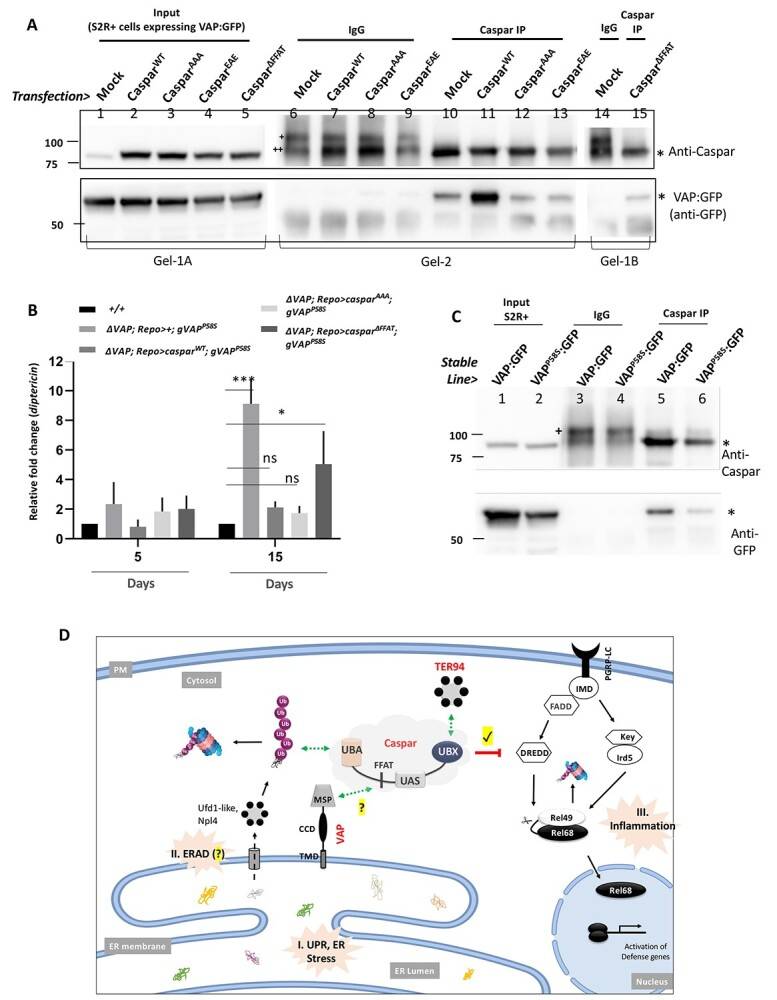 A
Input
(S2R+ cells expressing VAP:GFP)
IgG
Caspar IP
IgG
Caspar
IP
Transfection>
Mock
Caspar^WT
Caspar^AAA
Caspar^EAE
Caspar^ΔFFAT
Mock
Caspar^WT
Caspar^AAA
Caspar^EAE
Mock
Caspar^WT
Caspar^AAA
Caspar^EAE
Mock
Caspar^ΔFFAT
1 2 3 4 5 6 7 8 9 10 11 12 13 14 15
100
75
+
++
* Anti-Caspar
50
* VAP:GFP
(anti-GFP)
Gel-1A
Gel-2
Gel-1B
B
+/+
ΔVAP; Repo>+; gVAP^P58S
ΔVAP; Repo>caspar^WT; gVAP^P58S
ΔVAP; Repo>caspar^AAA;
gVAP^P58S
ΔVAP; Repo>caspar^ΔFFAT;
gVAP^P58S
Relative fold change (diptericin)
12
10
8
6
4
2
0
***
*
ns
ns
5
15
Days
Days
C
Input
S2R+
IgG
Caspar IP
Stable
Line>
VAP:GFP
VAP^P58S:GFP
VAP:GFP
VAP^P58S:GFP
VAP:GFP
VAP^P58S:GFP
1 2 3 4 5 6
100
75
+
*
Anti-
Caspar
50
*
Anti-
GFP
D
PM
Cytosol
TER94
PGRP-LC
IMD
FADD
Ub
Ub
Ub
Ub
Ub
Ub
UBA
Caspar
UBX
✓
DREDD
Key
Ird5
FFAT
UAS
MSP
?
Ufd1-like,
Npl4
CCD
VAP
TMD
Rel49
Rel68
III.
Inflammation
II. ERAD (?)
Rel68
I. UPR, ER
Stress
ER membrane
ER Lumen
Activation of
Defense genes
Nucleus